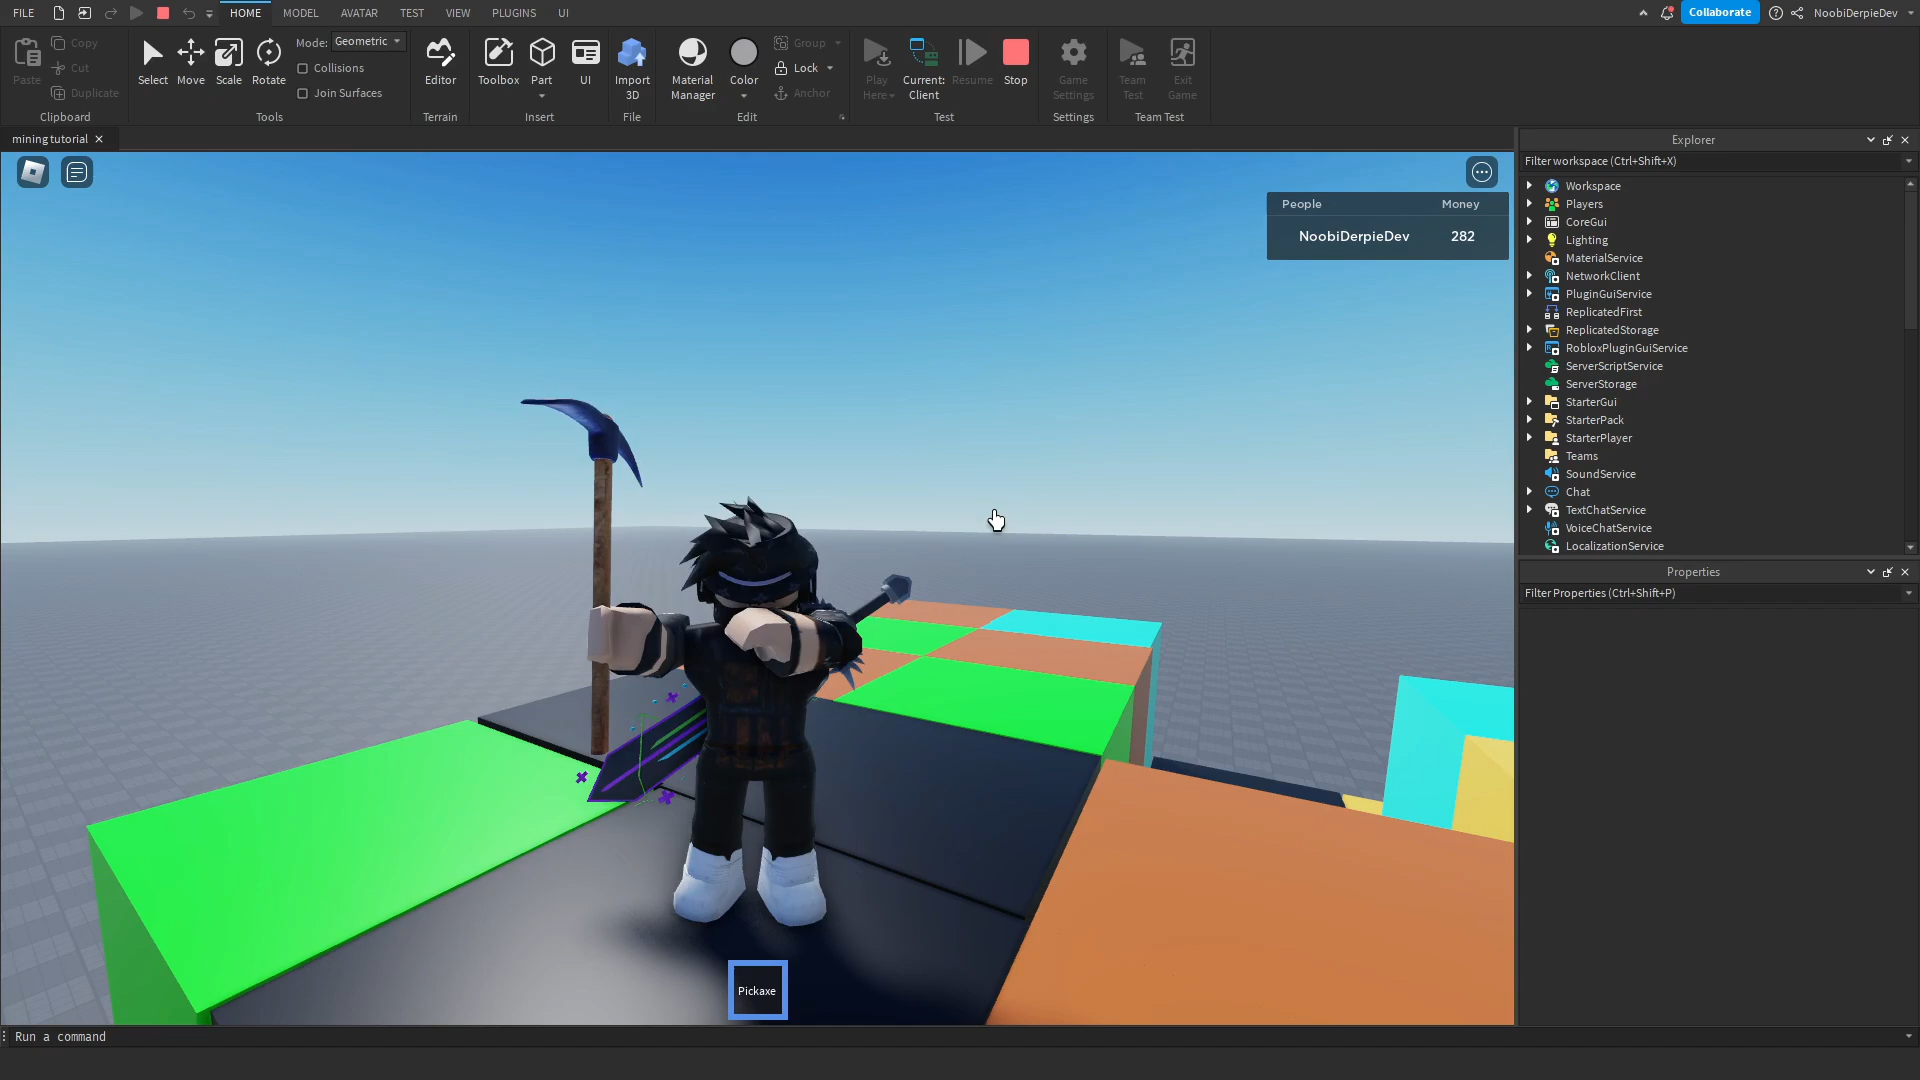 FILE HOME MODEL AVATAR TEST VIEW PLUGINS UI Collaborate NoobiDerpieDev
Paste Copy Cut Duplicate
Clipboard
Select Move Scale Rotate Mode: Geometric
Collisions
Join Surfaces
Tools
Editor
Terrain
Toolbox Part UI
Insert
Import 3D
File
Material Manager Color Group Lock Anchor
Edit
Play Here Current: Client Resume Stop
Test
Game Settings
Settings
Team Test Exit Game
Team Test
mining tutorial
People Money
NoobiDerpieDev 282
Pickaxe
Explorer
Filter workspace (Ctrl+Shift+X)
Workspace
Players
CoreGui
Lighting
MaterialService
NetworkClient
PluginGuiService
ReplicatedFirst
ReplicatedStorage
RobloxPluginGuiService
ServerScriptService
ServerStorage
StarterGui
StarterPack
StarterPlayer
Teams
SoundService
Chat
TextChatService
VoiceChatService
LocalizationService
Properties
Filter Properties (Ctrl+Shift+P)
Run a command